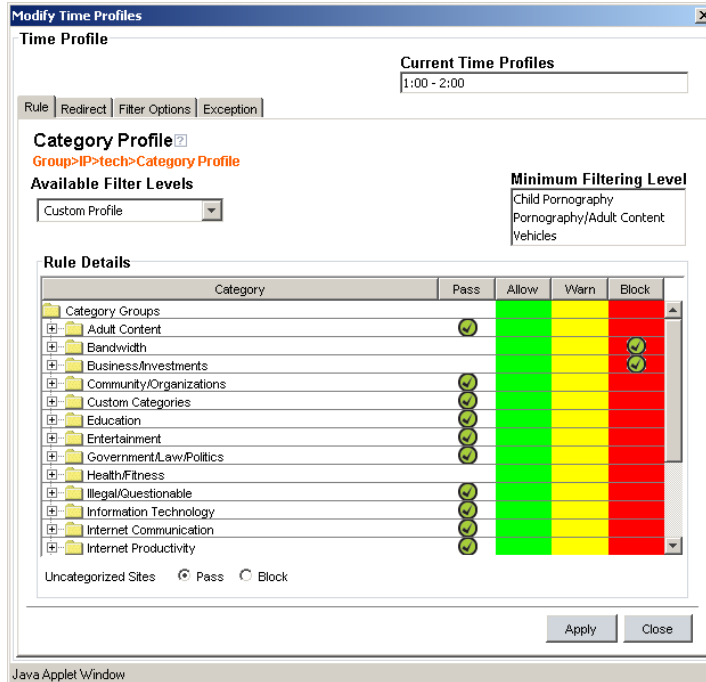 Modify Time Profiles
Time Profile
Current Time Profiles
1:00 - 2:00
Rule Redirect Filter Options Exception
Category Profile ?
Group>IP>tech>Category Profile
Available Filter Levels
Custom Profile
Minimum Filtering Level
Child Pornography
Pornography/Adult Content
Vehicles
Rule Details
Category Pass Allow Warn Block
Category Groups
Adult Content
Bandwidth
Business/Investments
Community/Organizations
Custom Categories
Education
Entertainment
Government/Law/Politics
Health/Fitness
Illegal/Questionable
Information Technology
Internet Communication
Internet Productivity
Uncategorized Sites Pass Block
Apply Close
Java Applet Window